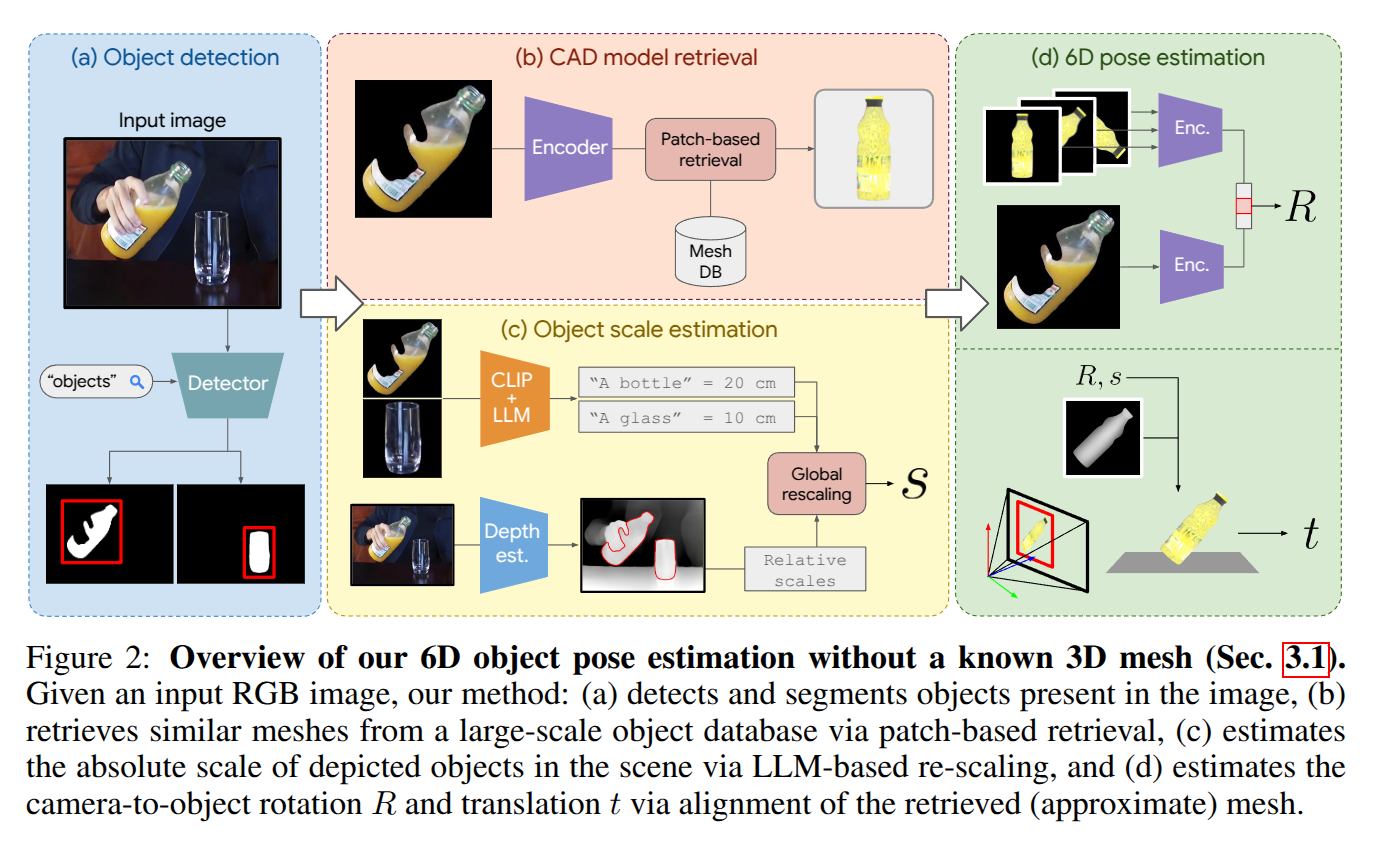 (a) Object detection
Input image
"objects"
Detector
(b) CAD model retrieval
Encoder
Patch-based
retrieval
Mesh
DB
(c) Object scale estimation
CLIP
+
LLM
"A bottle" = 20 cm
"A glass" = 10 cm
Global
rescaling
s
Depth
est.
Relative
scales
(d) 6D pose estimation
Enc.
R
Enc.
R, s
t
Figure 2: Overview of our 6D object pose estimation without a known 3D mesh (Sec. 3.1).
Given an input RGB image, our method: (a) detects and segments objects present in the image, (b)
retrieves similar meshes from a large-scale object database via patch-based retrieval, (c) estimates
the absolute scale of depicted objects in the scene via LLM-based re-scaling, and (d) estimates the
camera-to-object rotation R and translation t via alignment of the retrieved (approximate) mesh.